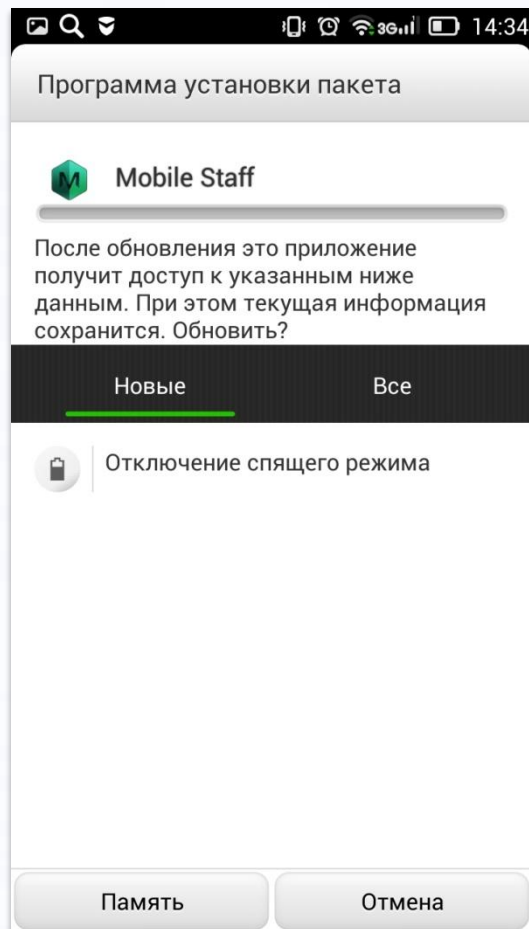 3G 14:34
Программа установки пакета
M
Mobile Staff
После обновления это приложение
получит доступ к указанным ниже
данным. При этом текущая информация
сохранится. Обновить?
Новые Все
Отключение спящего режима
Память Отмена